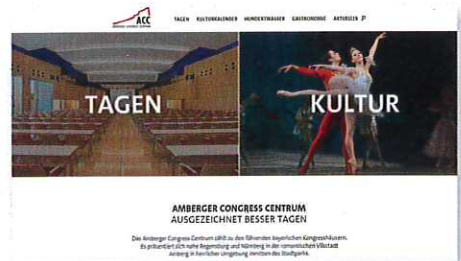 ACC
TAGEN KULTURKALENDER HUNDERTWASSER GASTRONOMIE AKTUELLES
TAGEN
KULTUR
AMBERGER CONGRESS CENTRUM
AUSGEZEICHNET BESSER TAGEN
Das Amberger Congress Centrum zählt zu den führenden bayerischen Kongresshäusern.
Es präsentiert sich nahe Regensburg und Nürnberg in der romantischen Vilsstadt
Amberg in herrlicher Umgebung inmitten des Stadtparks.